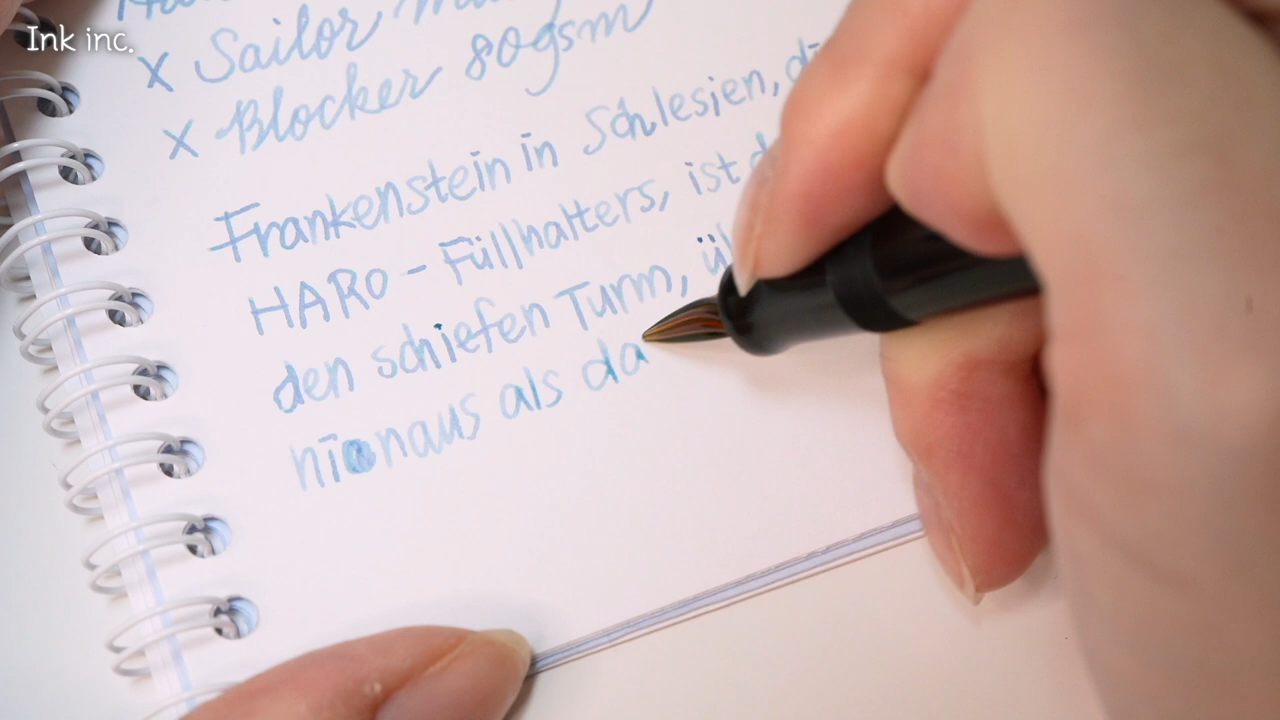 Ink inc.
x Sailor
x Blocker 80gsm
Frankenstein in Schlesien,
HARO - Füllhalters, ist
den schiefen Turm,
hinaus als da